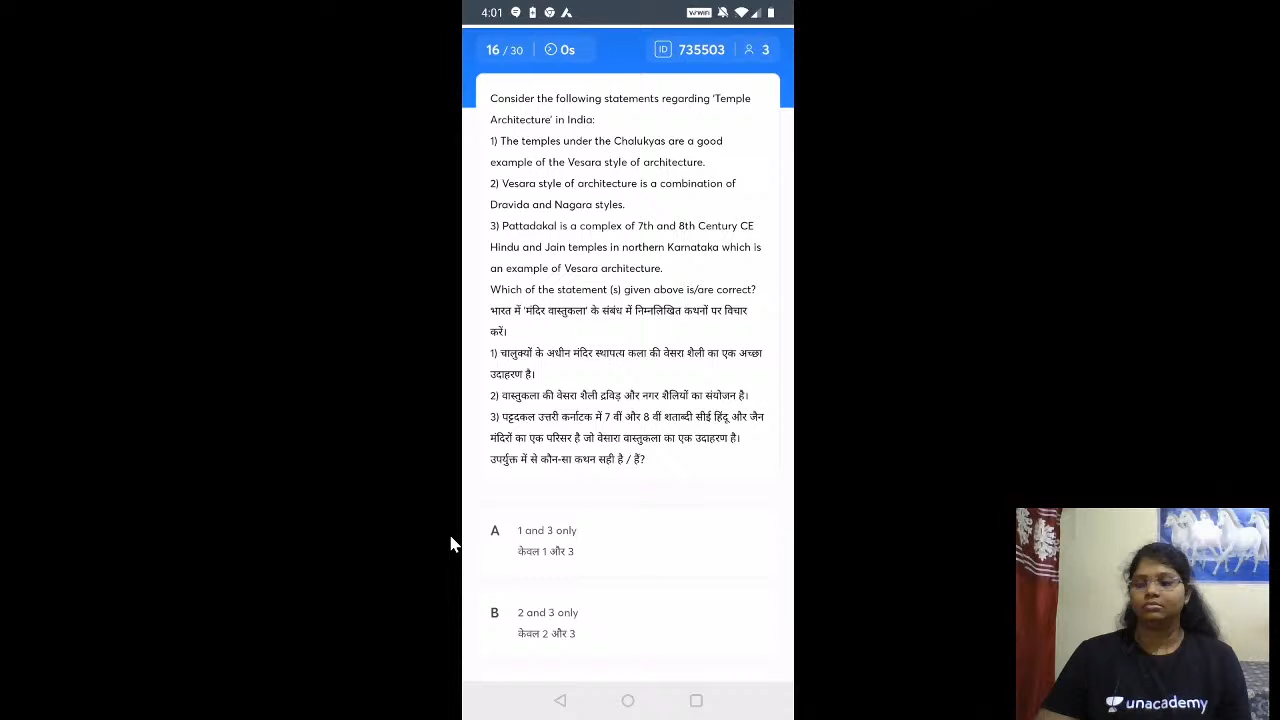 4:01
16 / 30
0s
ID 735503
3
Consider the following statements regarding 'Temple
Architecture' in India:
1) The temples under the Chalukyas are a good
example of the Vesara style of architecture.
2) Vesara style of architecture is a combination of
Dravida and Nagara styles.
3) Pattadakal is a complex of 7th and 8th Century CE
Hindu and Jain temples in northern Karnataka which is
an example of Vesara architecture.
Which of the statement (s) given above is/are correct?
भारत में 'मंदिर वास्तुकला' के संबंध में निम्नलिखित कथनों पर विचार
करें।
1) चालुक्यों के अधीन मंदिर स्थापत्य कला की वेसरा शैली का एक अच्छा
उदाहरण है।
2) वास्तुकला की वेसरा शैली द्रविड़ और नगर शैलियों का संयोजन है।
3) पट्टदकल उत्तरी कर्नाटक में 7 वीं और 8 वीं शताब्दी सीई हिंदू और जैन
मंदिरों का एक परिसर है जो वेसारा वास्तुकला का एक उदाहरण है।
उपर्युक्त में से कौन-सा कथन सही है / हैं?
A 1 and 3 only
केवल 1 और 3
B 2 and 3 only
केवल 2 और 3
unacademy